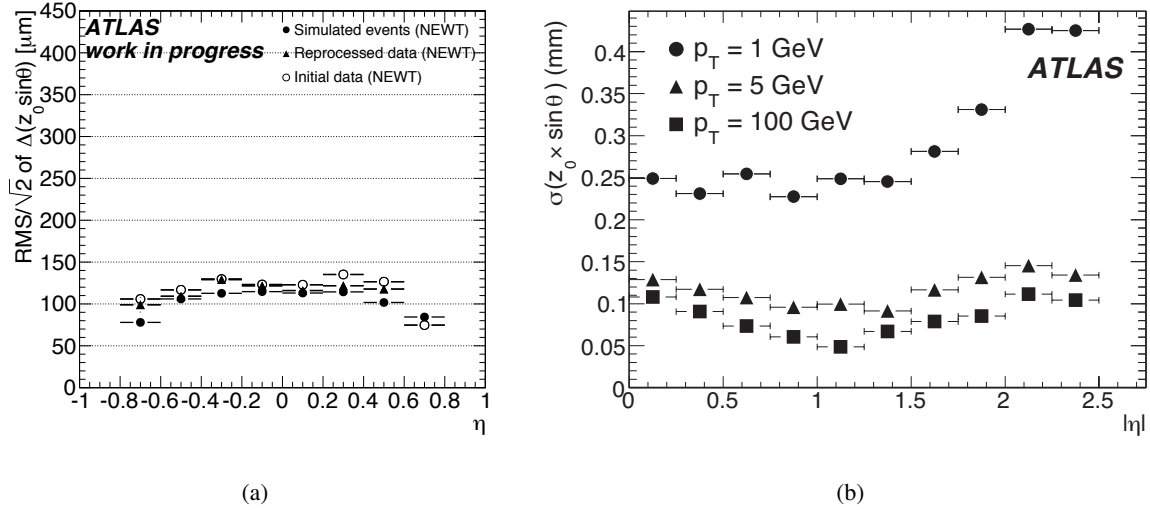 ATLAS
work in progress
Simulated events (NEWT)
Reprocessed data (NEWT)
Initial data (NEWT)
RMS/√2 of Δ(z₀ sinθ) [μm]
450
400
350
300
250
200
150
100
50
0
-1 -0.8 -0.6 -0.4 -0.2 0 0.2 0.4 0.6 0.8 1
η
(a)
pT = 1 GeV
pT = 5 GeV
pT = 100 GeV
ATLAS
σ(z₀ × sin θ) (mm)
0.4
0.35
0.3
0.25
0.2
0.15
0.1
0.05
0
0 0.5 1 1.5 2 2.5
|η|
(b)